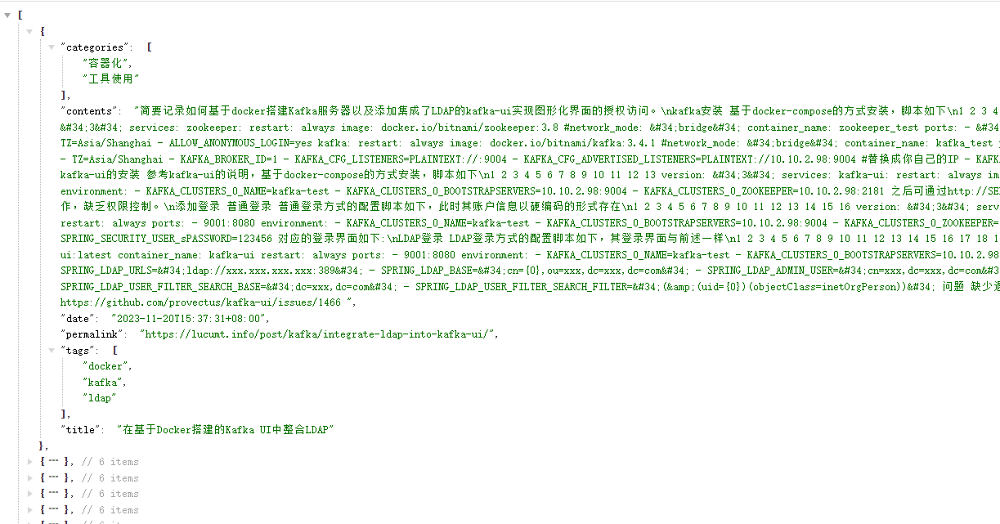 [
{
"categories": [
"容器化",
"工具使用"
],
"contents": "简要记录如何基于docker搭建Kafka服务器以及添加集成了LDAP的kafka-ui实现图形化界面的授权访问。\nkafka安装 基于docker-compose的方式安装，脚本如下\n1 2 3 4
&#34;3&#34; services: zookeeper: restart: always image: docker.io/bitnami/zookeeper:3.8 #network_mode: &#34;bridge&#34; container_name: zookeeper_test ports: -
TZ=Asia/Shanghai - ALLOW_ANONYMOUS_LOGIN=yes kafka: restart: always image: docker.io/bitnami/kafka:3.4.1 #network_mode: &#34;bridge&#34; container_name: kafka_test
- TZ=Asia/Shanghai - KAFKA_BROKER_ID=1 - KAFKA_CFG_LISTENERS=PLAINTEXT://:9004 - KAFKA_CFG_ADVERTISED_LISTENERS=PLAINTEXT://10.10.2.98:9004 #替换成你自己的IP -
kafka-ui的安装 参考kafka-ui的说明，基于docker-compose的方式安装，脚本如下\n1 2 3 4 5 6 7 8 9 10 11 12 13 version: &#34;3&#34; services: kafka-ui: restart: always
environment: - KAFKA_CLUSTERS_0_NAME=kafka-test - KAFKA_CLUSTERS_0_BOOTSTRAPSERVERS=10.10.2.98:9004 - KAFKA_CLUSTERS_0_ZOOKEEPER=10.10.2.98:2181 之后可通过
作，缺乏权限控制。\n添加登录 普通登录 普通登录方式的配置脚本如下，此时其账户信息以硬编码的形式存在\n1 2 3 4 5 6 7 8 9 10 11 12 13 14 15 16 version: &#34;3&#34;
restart: always ports: - 9001:8080 environment: - KAFKA_CLUSTERS_0_NAME=kafka-test - KAFKA_CLUSTERS_0_BOOTSTRAPSERVERS=10.10.2.98:9004 - KAFKA_CLUSTERS_0_ZOOKEEPER=
SPRING_SECURITY_USER_sPASSWORD=123456 对应的登录界面如下:\nLDAP登录 LDAP登录方式的配置脚本如下，其登录界面与前述一样\n1 2 3 4 5 6 7 8 9 10 11 12 13 14 15 16 17 18
ui:latest container_name: kafka-ui restart: always ports: - 9001:8080 environment: - KAFKA_CLUSTERS_0_NAME=kafka-test -
SPRING_LDAP_URLS=&#34;ldap://xxx.xxx.xxx.xxx:389&#34; - SPRING_LDAP_BASE=&#34;cn={0},ou=xxx,dc=xxx,dc=com&#34; - SPRING_LDAP_ADMIN_USER=&#34;cn=xxx,dc=xxx,dc=com
SPRING_LDAP_USER_FILTER_SEARCH_BASE=&#34;dc=xxx,dc=com&#34; - SPRING_LDAP_USER_FILTER_SEARCH_FILTER=&#34;(&amp;(uid={0})(objectClass=inetOrgPerson))&#34; 问题 缺少
https://github.com/provectus/kafka-ui/issues/1466 ",
"date": "2023-11-20T15:37:31+08:00",
"permalink": "https://lucumt.info/post/kafka/integrate-ldap-into-kafka-ui/",
"tags": [
"docker",
"kafka",
"ldap"
],
"title": "在基于Docker搭建的Kafka UI中整合LDAP"
},
{ ... }, // 6 items
{ ... }, // 6 items
{ ... }, // 6 items
{ ... }, // 6 items